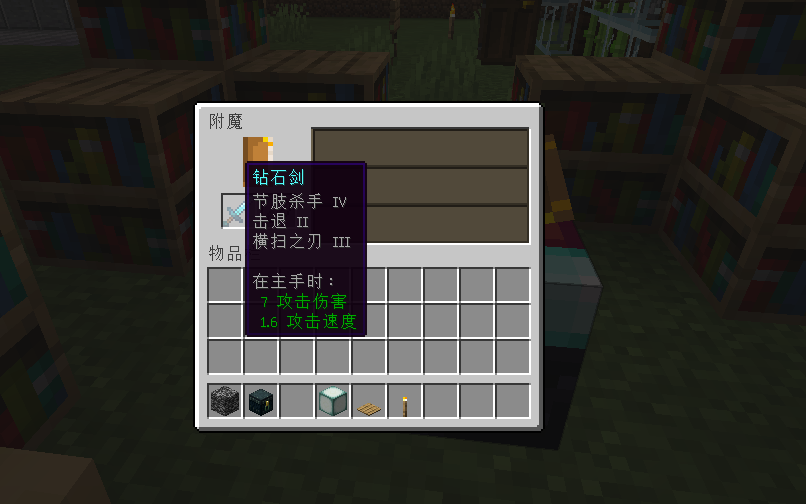 附魔
钻石剑
节肢杀手 IV
击退 II
横扫之刃 III
物品
在主手时：
7 攻击伤害
1.6 攻击速度